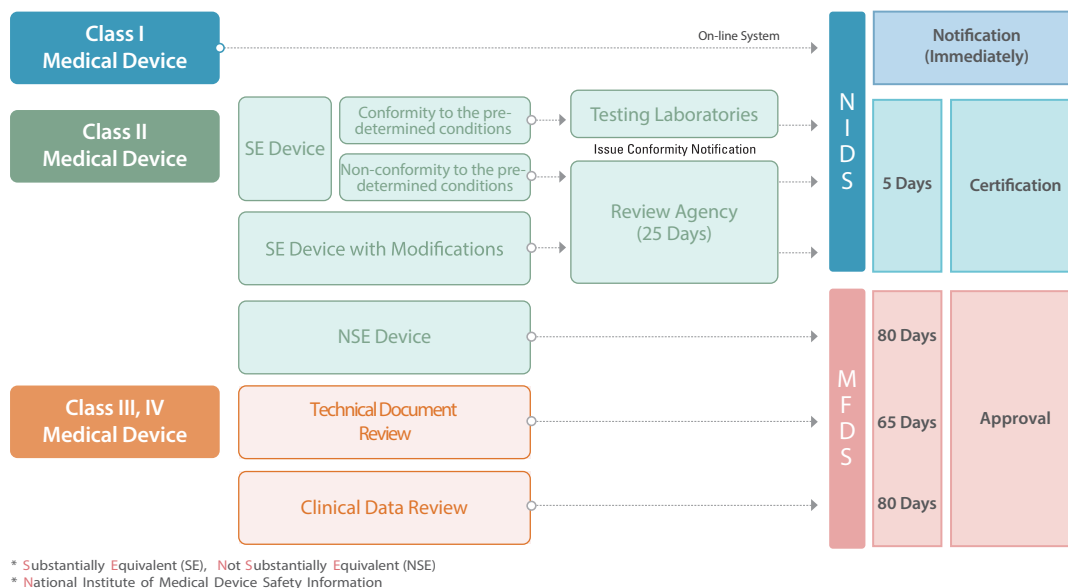 Class I
Medical Device
On-line System
Notification
(Immediately)
Class II
Medical Device
SE Device
Conformity to the pre-
determined conditions
Testing Laboratories
Issue Conformity Notification
Non-conformity to the pre-
determined conditions
Review Agency
(25 Days)
SE Device with Modifications
NIDS
5 Days
Certification
NSE Device
80 Days
Class III, IV
Medical Device
Technical Document
Review
65 Days
Approval
Clinical Data Review
80 Days
MFDS
* Substantially Equivalent (SE), Not Substantially Equivalent (NSE)
* National Institute of Medical Device Safety Information